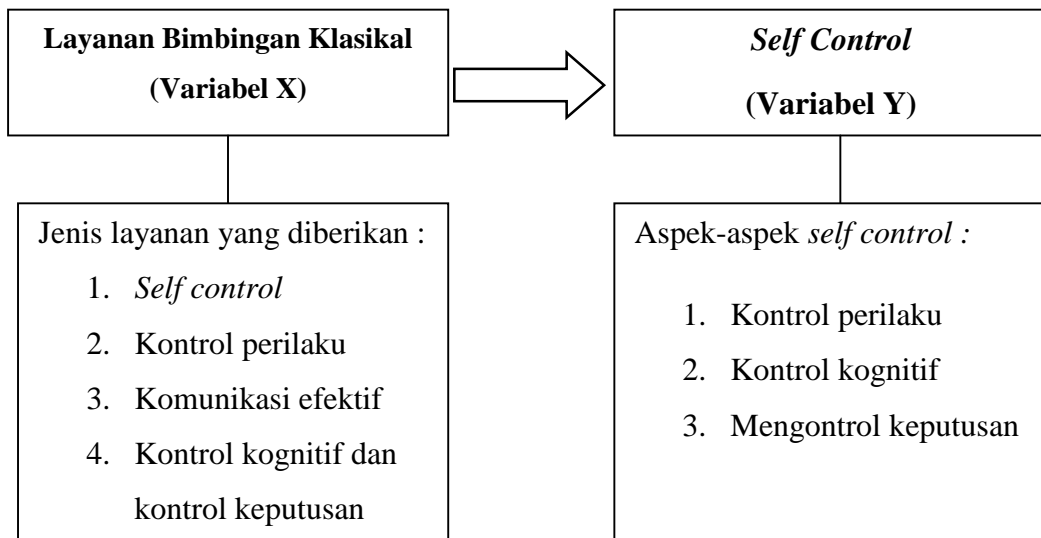 Layanan Bimbingan Klasikal
(Variabel X)
Self Control
(Variabel Y)
Jenis layanan yang diberikan :
1. Self control
2. Kontrol perilaku
3. Komunikasi efektif
4. Kontrol kognitif dan
kontrol keputusan
Aspek-aspek self control :
1. Kontrol perilaku
2. Kontrol kognitif
3. Mengontrol keputusan